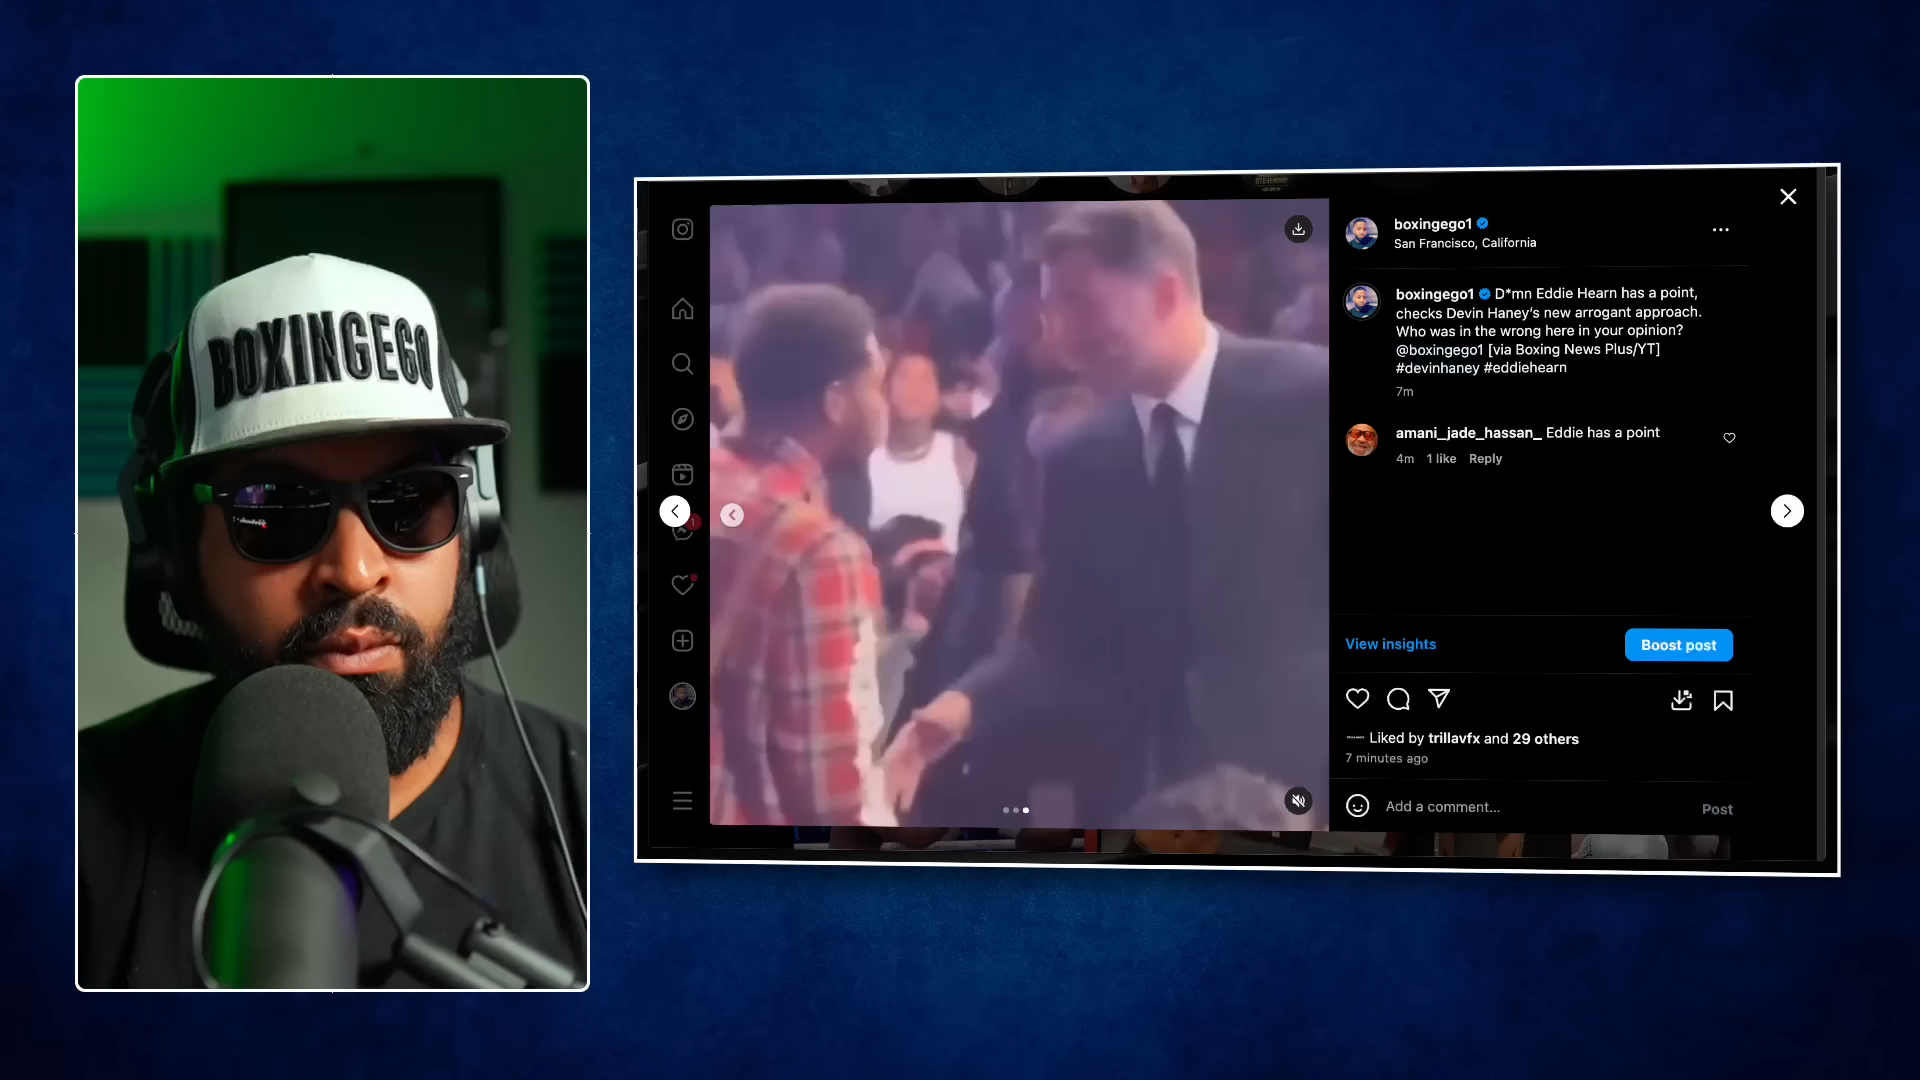 BOXINGEGO
boxingego1
San Francisco, California
boxingego1 D*mn Eddie Hearn has a point,
checks Devin Haney's new arrogant approach.
Who was in the wrong here in your opinion?
@boxingego1 [via Boxing News Plus/YT]
#devinhaney #eddiehearn
7m
amani_jade_hassan_ Eddie has a point
4m 1 like Reply
1
View insights
Boost post
Liked by trillavfx and 29 others
7 minutes ago
Add a comment...
Post